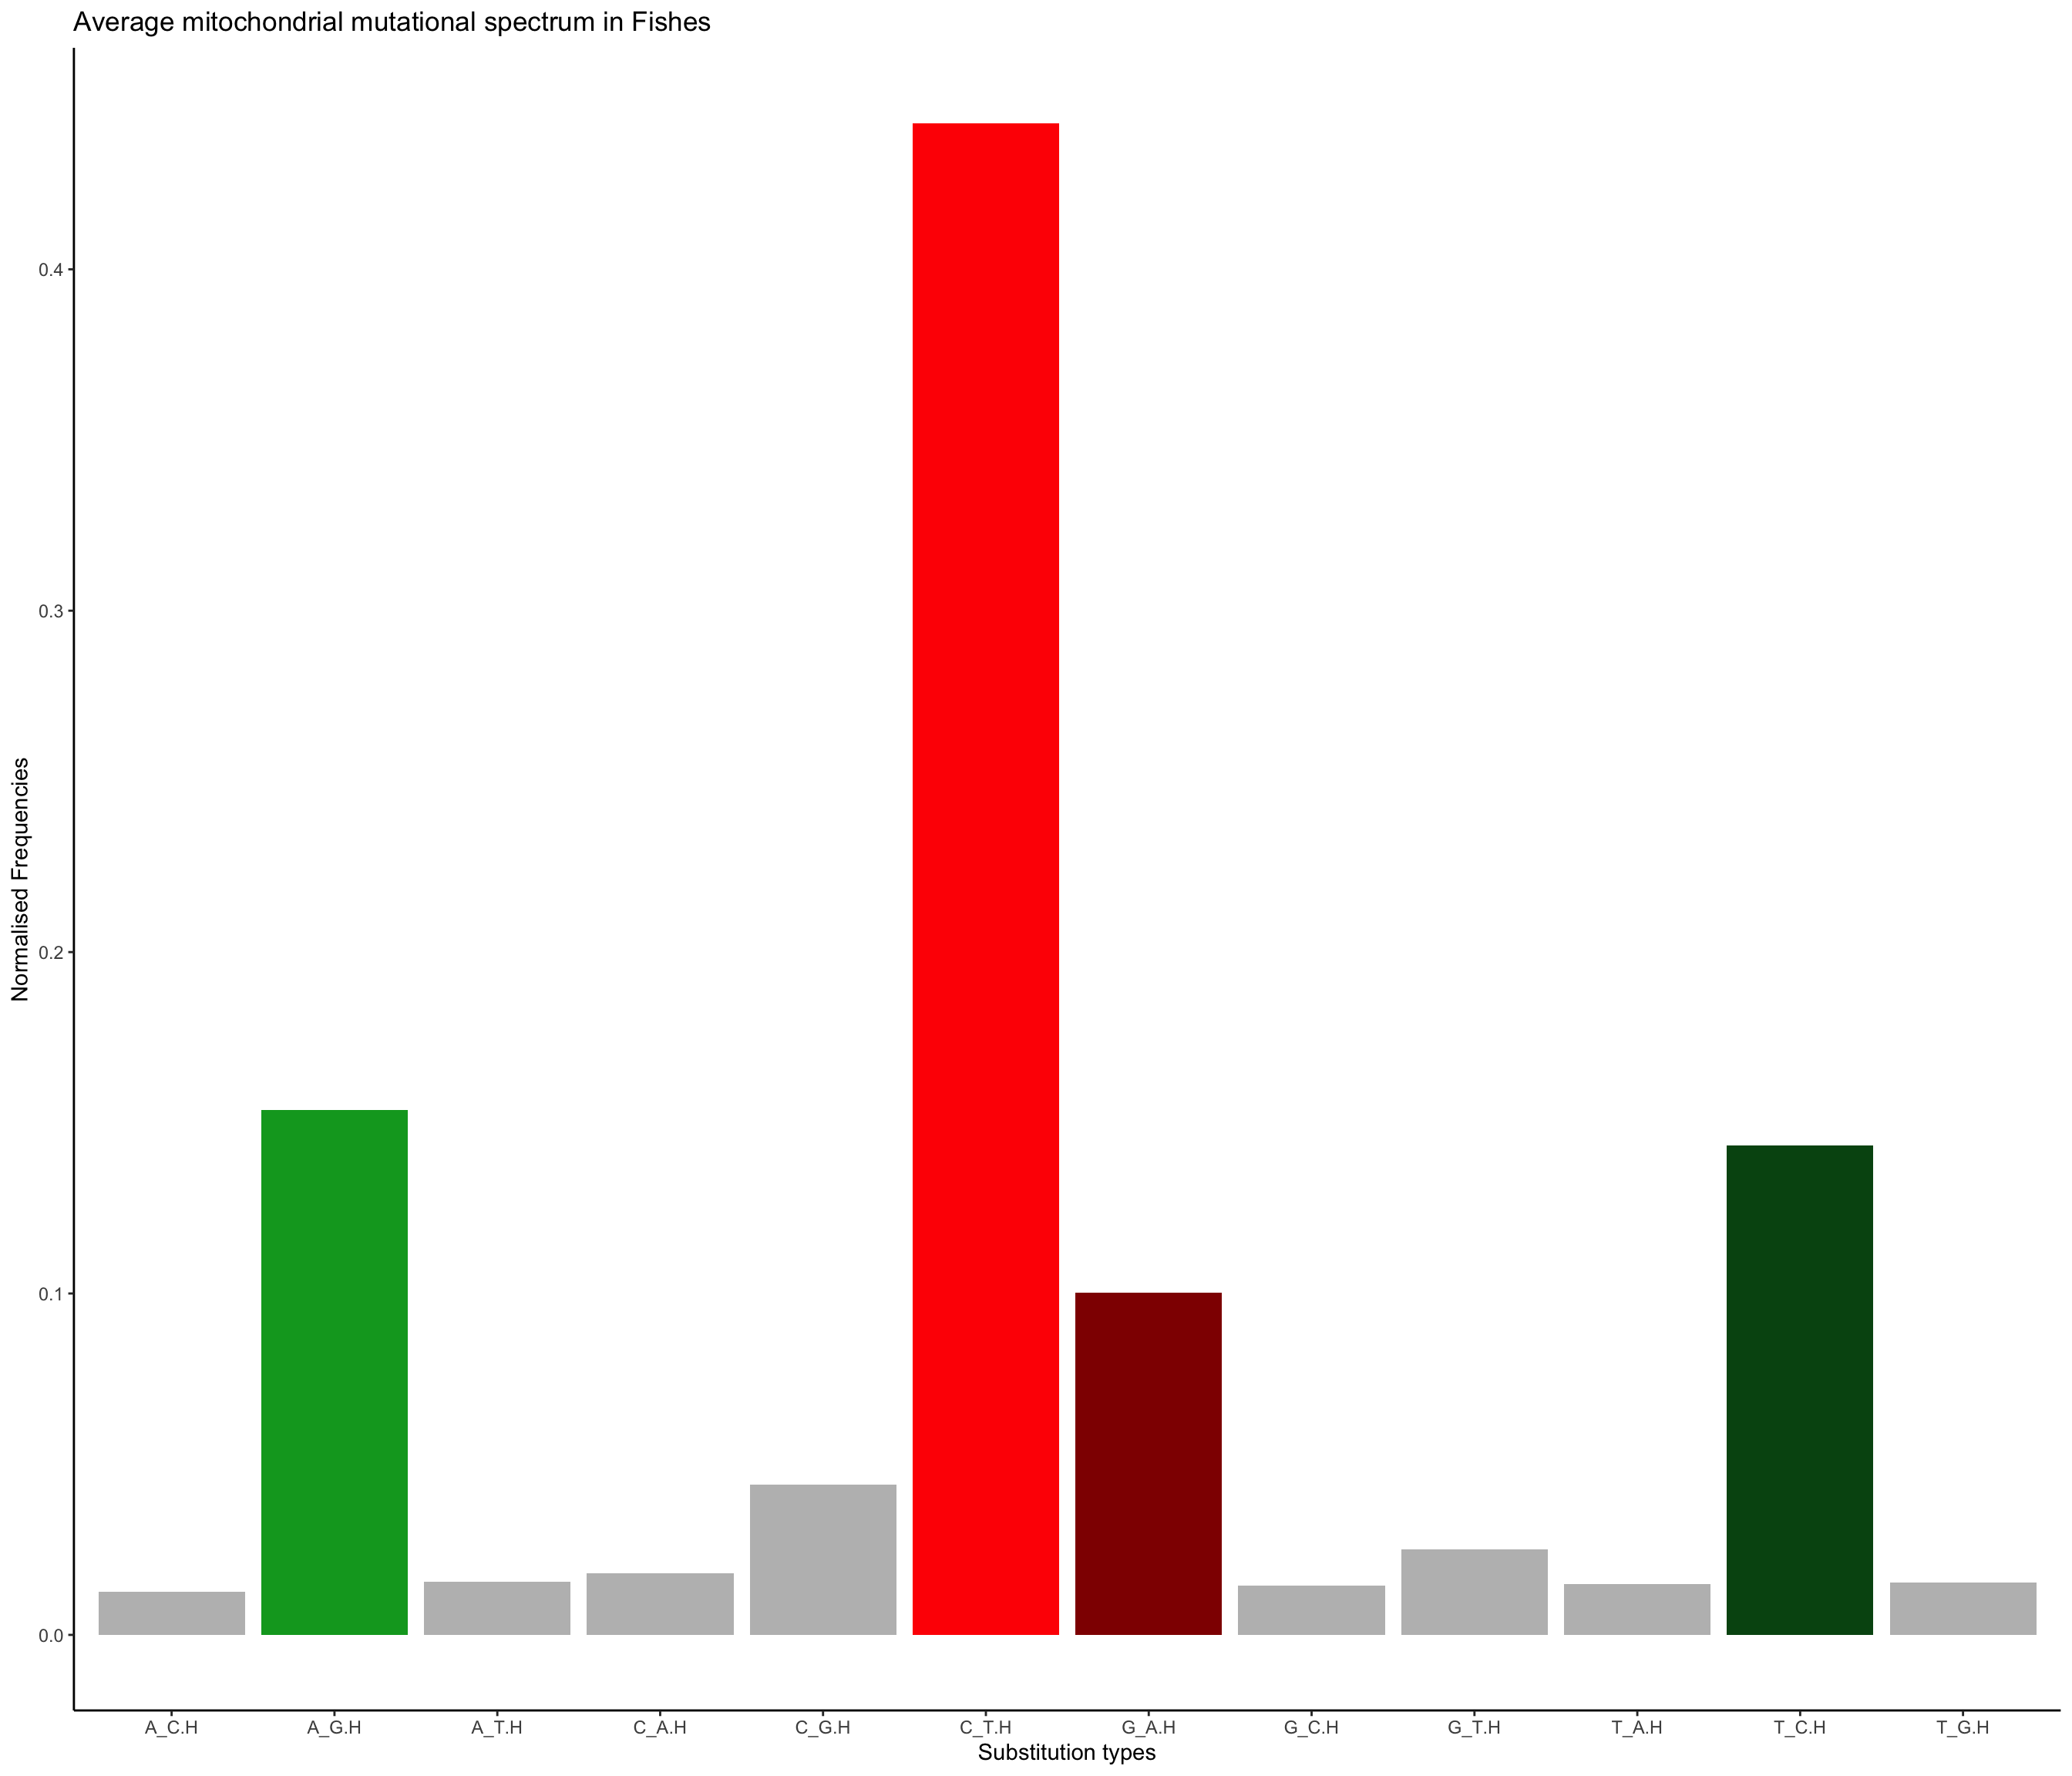 Average mitochondrial mutational spectrum in Fishes
Normalised Frequencies
0.4
0.3
0.2
0.1
0.0
A_C.H A_G.H A_T.H C_A.H C_G.H C_T.H G_A.H G_C.H G_T.H T_A.H T_C.H T_G.H
Substitution types